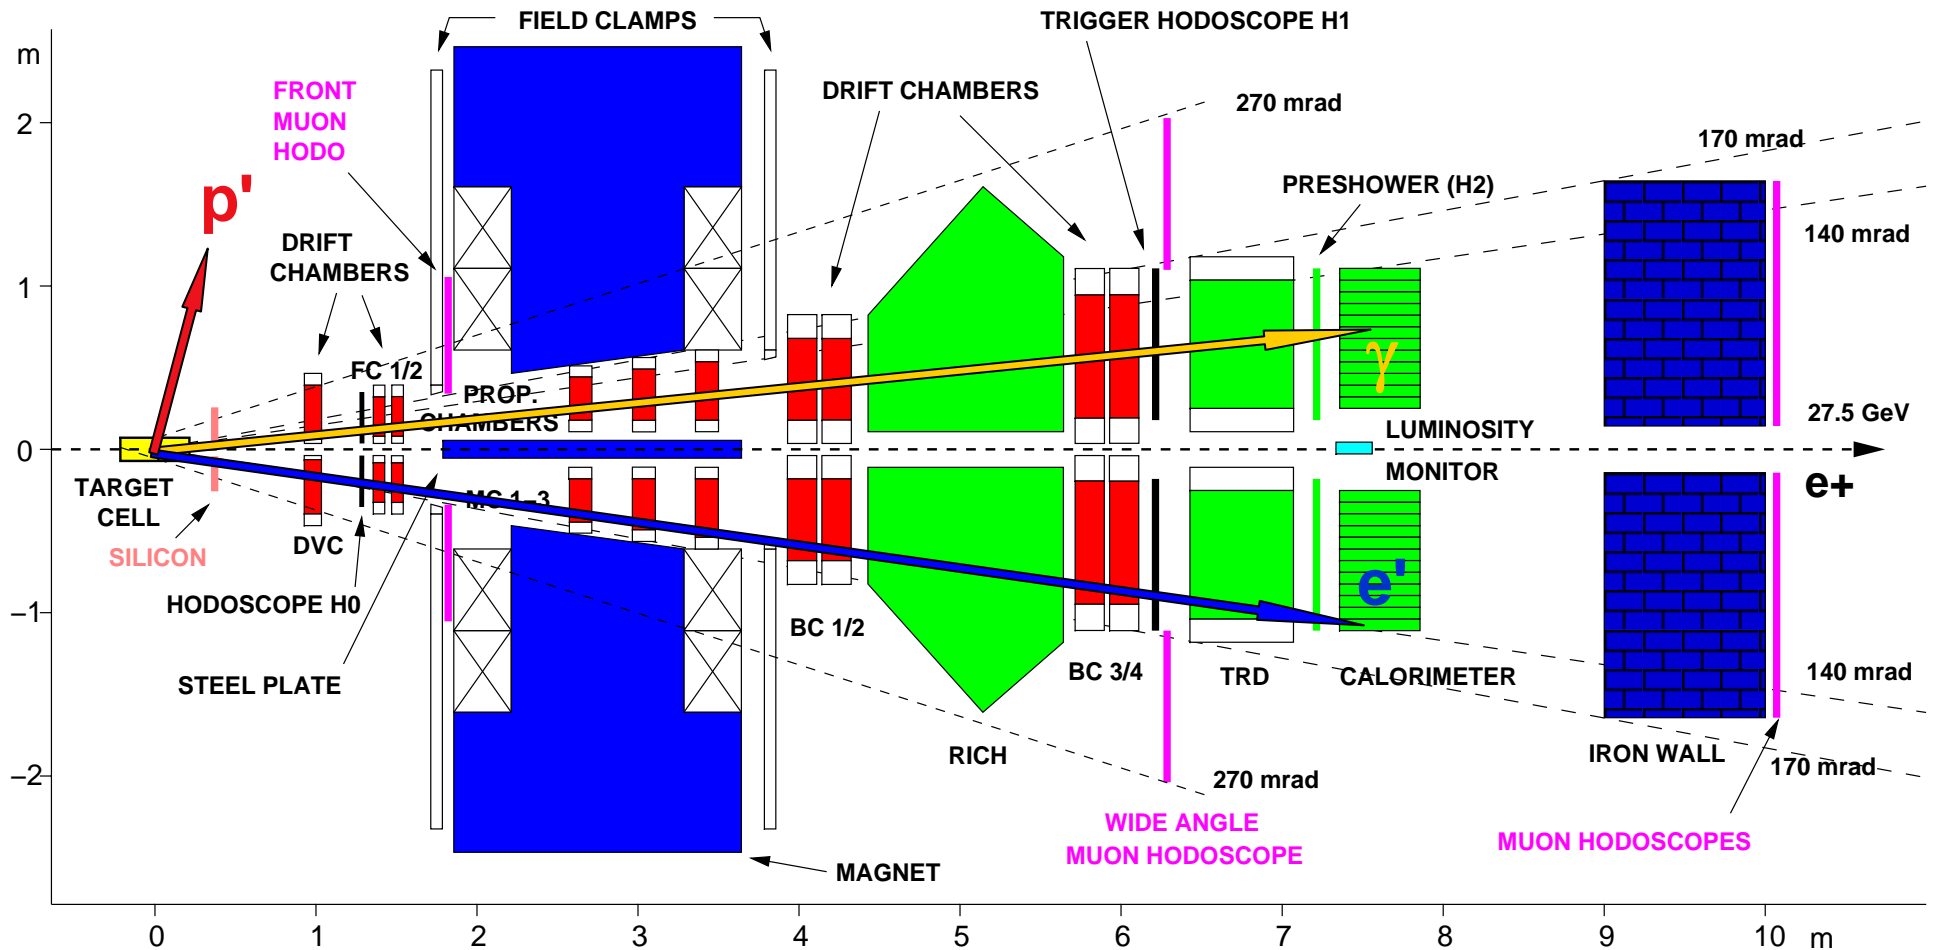 FIELD CLAMPS
TRIGGER HODOSCOPE H1
m
2
1
0
−1
−2
FRONT
MUON
HODO
DRIFT CHAMBERS
270 mrad
170 mrad
PRESHOWER (H2)
140 mrad
p'
DRIFT
CHAMBERS
FC 1/2
PROP.
CHAMBERS
γ
27.5 GeV
LUMINOSITY
MONITOR
e+
TARGET
CELL
SILICON
DVC
MC 1−3
HODOSCOPE H0
e'
BC 1/2
STEEL PLATE
BC 3/4
TRD
CALORIMETER
140 mrad
RICH
IRON WALL
170 mrad
270 mrad
WIDE ANGLE
MUON HODOSCOPE
MUON HODOSCOPES
MAGNET
0 1 2 3 4 5 6 7 8 9 10 m